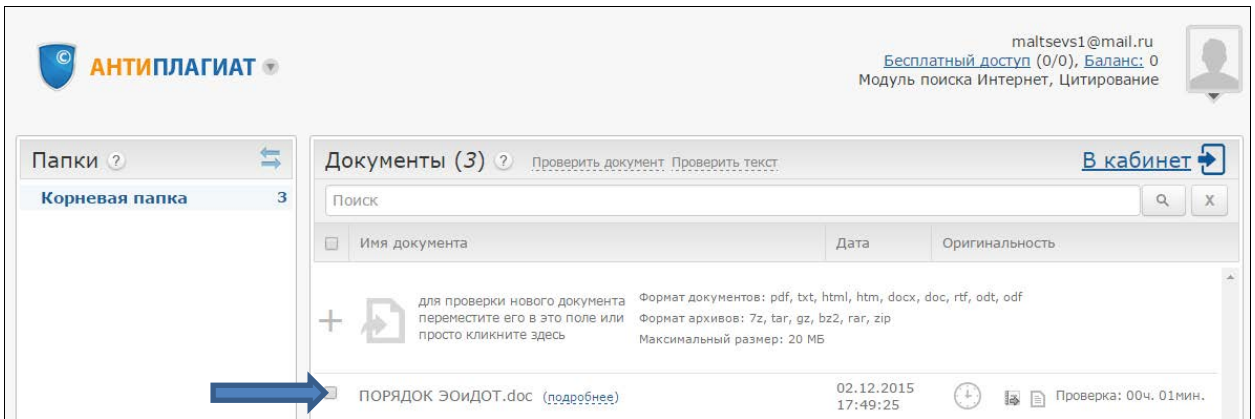 maltsevs1@mail.ru
© АНТИПЛАГИАТ
Бесплатный доступ (0/0), Баланс: 0
Модуль поиска Интернет, Цитирование
Папки ?
Корневая папка 3
Документы (3) ? Проверить документ Проверить текст В кабинет
Поиск X
Имя документа Дата Оригинальность
для проверки нового документа
переместите его в это поле или
просто кликните здесь
Формат документов: pdf, txt, html, htm, docx, doc, rtf, odt, odf
Формат архивов: 7z, tar, gz, bz2, rar, zip
Максимальный размер: 20 МБ
ПОРЯДОК ЭОиДОТ.doc (подробнее) 02.12.2015
17:49:25
Проверка: 00ч. 01мин.